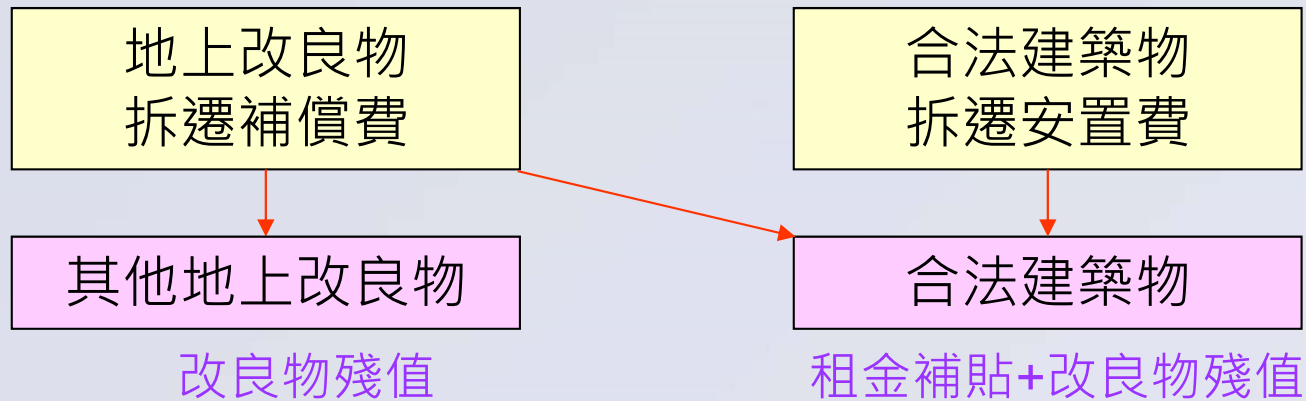 地上改良物
拆遷補償費
合法建築物
拆遷安置費
其他地上改良物
合法建築物
改良物殘值
租金補貼+改良物殘值